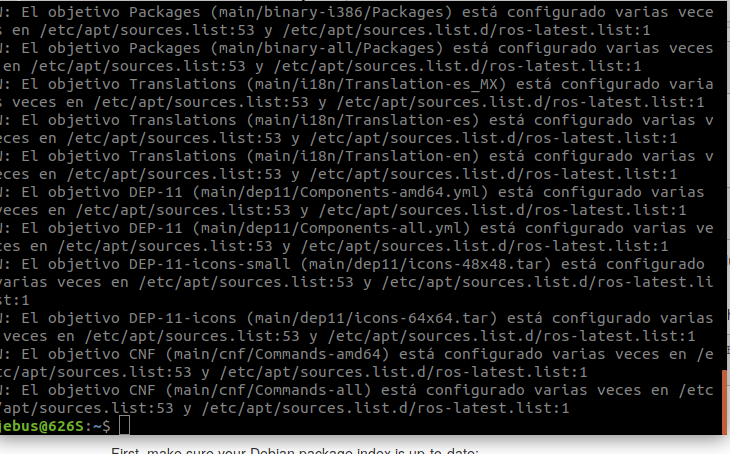 : El objetivo Packages (main/binary-i386/Packages) está configurado varias vece
s en /etc/apt/sources.list:53 y /etc/apt/sources.list.d/ros-latest.list:1
: El objetivo Packages (main/binary-all/Packages) está configurado varias veces
en /etc/apt/sources.list:53 y /etc/apt/sources.list.d/ros-latest.list:1
: El objetivo Translations (main/i18n/Translation-es_MX) está configurado varia
s veces en /etc/apt/sources.list:53 y /etc/apt/sources.list.d/ros-latest.list:1
: El objetivo Translations (main/i18n/Translation-es) está configurado varias v
eces en /etc/apt/sources.list:53 y /etc/apt/sources.list.d/ros-latest.list:1
: El objetivo Translations (main/i18n/Translation-en) está configurado varias v
eces en /etc/apt/sources.list:53 y /etc/apt/sources.list.d/ros-latest.list:1
: El objetivo DEP-11 (main/dep11/Components-amd64.yml) está configurado varias
veces en /etc/apt/sources.list:53 y /etc/apt/sources.list.d/ros-latest.list:1
: El objetivo DEP-11 (main/dep11/Components-all.yml) está configurado varias ve
ces en /etc/apt/sources.list:53 y /etc/apt/sources.list.d/ros-latest.list:1
: El objetivo DEP-11-icons-small (main/dep11/icons-48x48.tar) está configurado
varias veces en /etc/apt/sources.list:53 y /etc/apt/sources.list.d/ros-latest.li
st:1
: El objetivo DEP-11-icons (main/dep11/icons-64x64.tar) está configurado varias
veces en /etc/apt/sources.list:53 y /etc/apt/sources.list.d/ros-latest.list:1
: El objetivo CNF (main/cnf/Commands-amd64) está configurado varias veces en /e
tc/apt/sources.list:53 y /etc/apt/sources.list.d/ros-latest.list:1
: El objetivo CNF (main/cnf/Commands-all) está configurado varias veces en /etc
/apt/sources.list:53 y /etc/apt/sources.list.d/ros-latest.list:1
jebus@626S:~$
First, make sure your Debian package index is up-to-date: